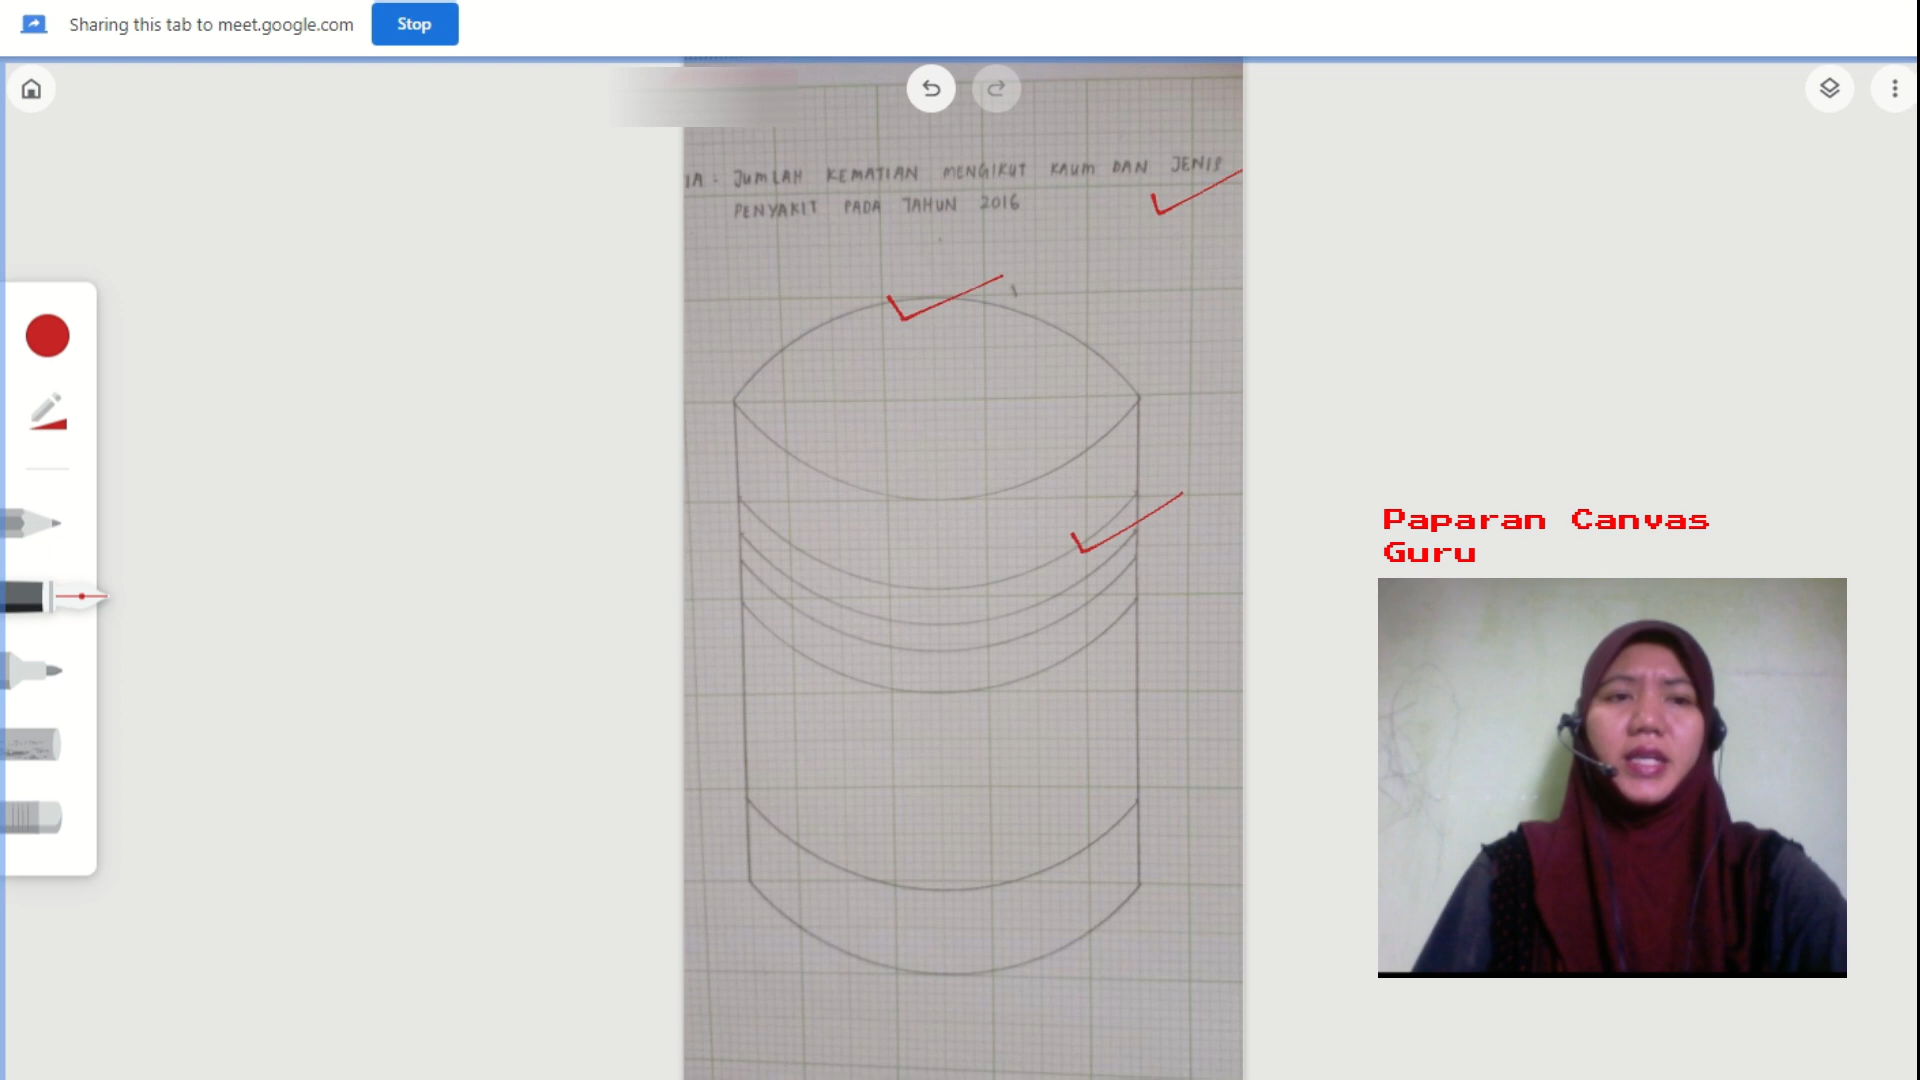 Sharing this tab to meet.google.com
Stop
IA : JUMLAH KEMATIAN MENGIKUT KAUM DAN JENIS
PENYAKIT PADA TAHUN 2016
Paparan Canvas
Guru